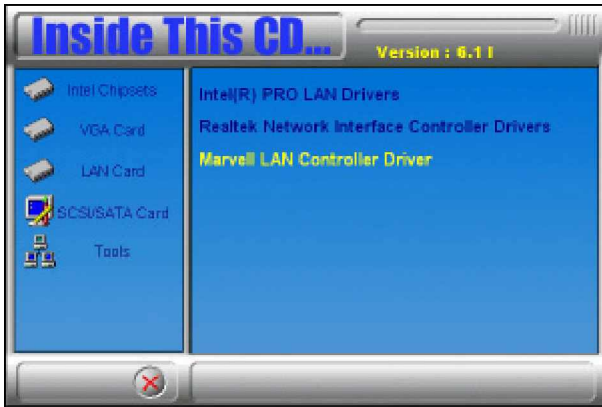 Inside This CD...
Version : 6.1 I
Intel Chipsets
VGA Card
LAN Card
SCSI/SATA Card
Tools
Intel(R) PRO LAN Drivers
Realtek Network Interface Controller Drivers
Marvell LAN Controller Driver